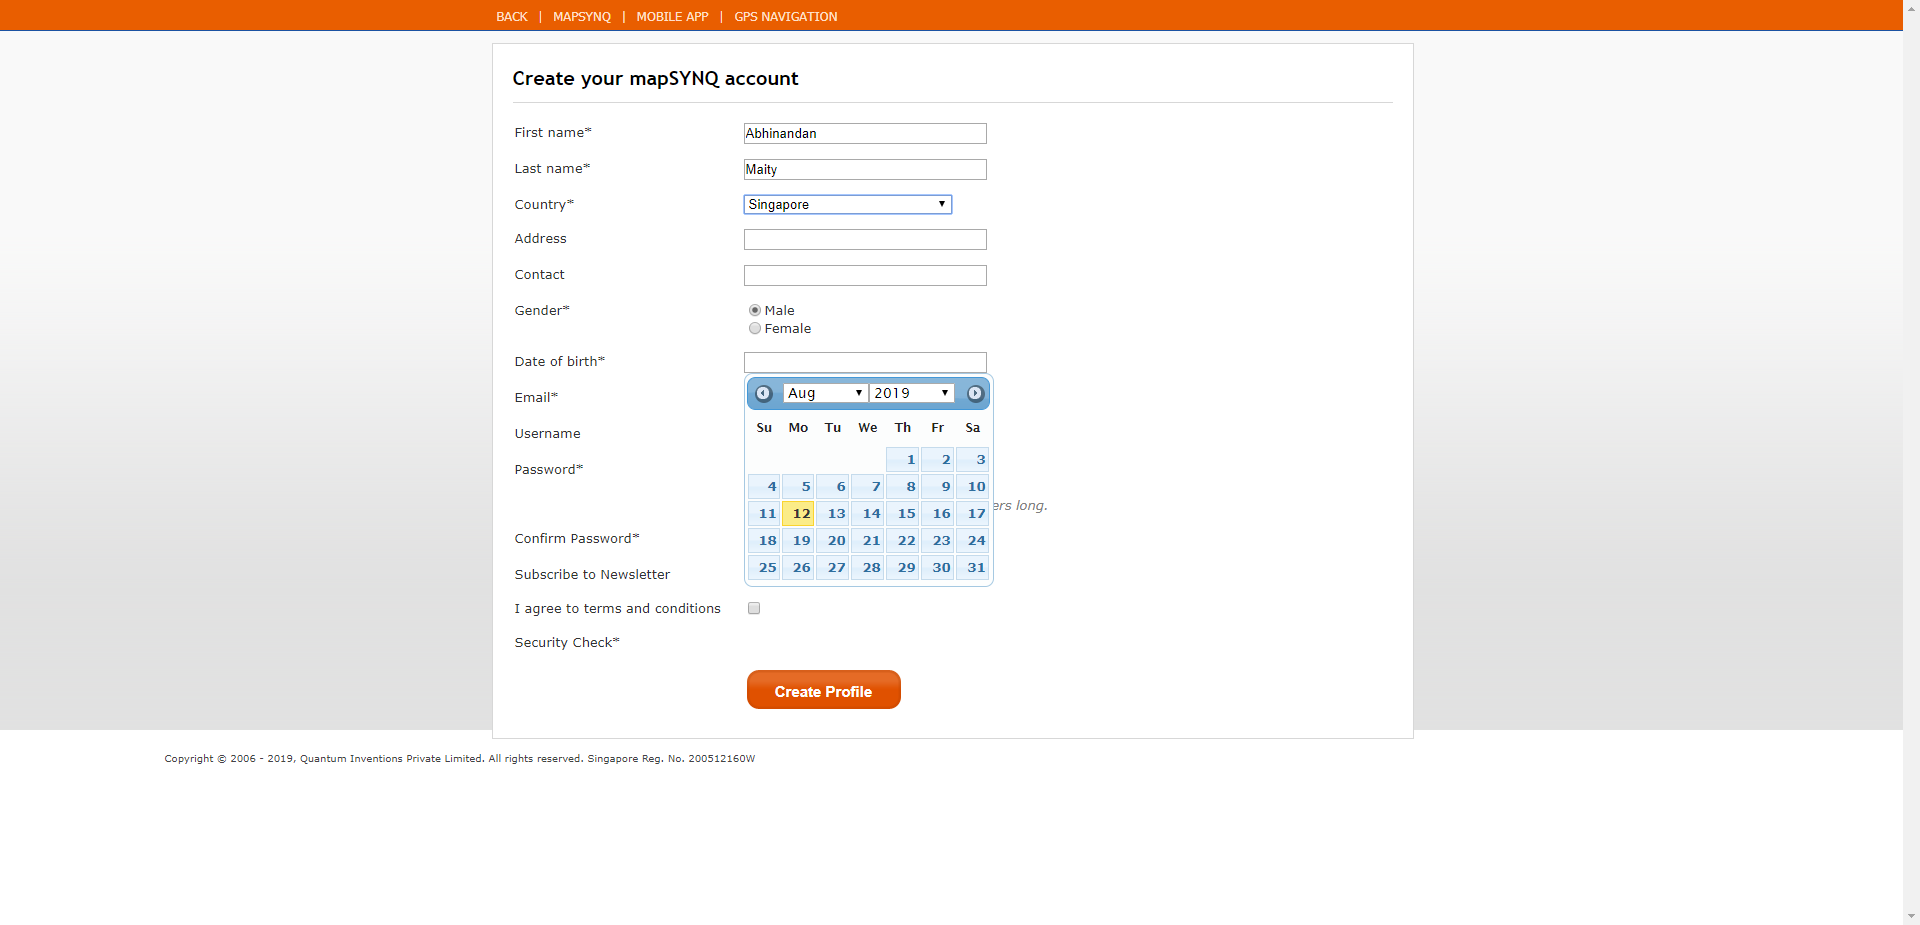 BACK | MAPSYNQ | MOBILE APP | GPS NAVIGATION
Create your mapSYNQ account
First name* Abhinandan
Last name* Maity
Country* Singapore
Address
Contact
Gender* Male
Female
Date of birth*
Aug 2019
Email*
Su Mo Tu We Th Fr Sa
Username
1 2 3
Password*
4 5 6 7 8 9 10
ers long.
11 12 13 14 15 16 17
Confirm Password*
18 19 20 21 22 23 24
25 26 27 28 29 30 31
Subscribe to Newsletter
I agree to terms and conditions
Security Check*
Create Profile
Copyright © 2006 - 2019, Quantum Inventions Private Limited. All rights reserved. Singapore Reg. No. 200512160W